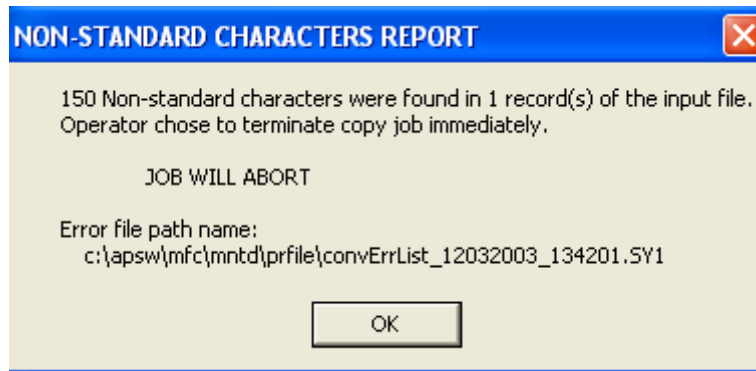 NON-STANDARD CHARACTERS REPORT
150 Non-standard characters were found in 1 record(s) of the input file.
Operator chose to terminate copy job immediately.
JOB WILL ABORT
Error file path name:
c:\apsw\mfc\mntd\prfile\convErrList_12032003_134201.SY1
OK